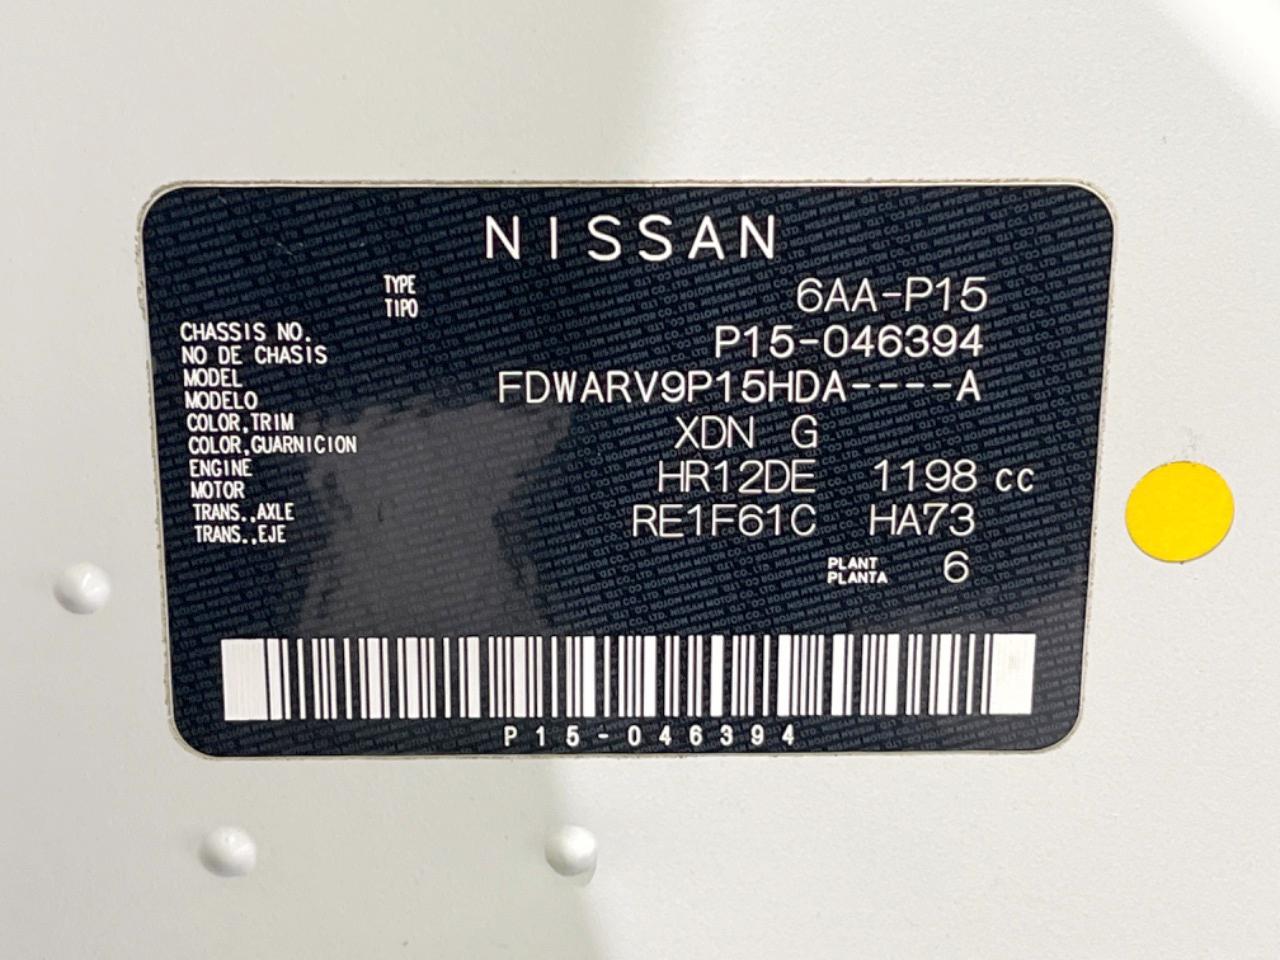 NISSAN
TYPE
TIPO 6AA-P15
CHASSIS NO.
NO DE CHASIS P15-046394
MODEL
MODELO FDWARV9P15HDA----A
COLOR,TRIM
COLOR,GUARNICION XDN G
ENGINE
MOTOR HR12DE 1198 cc
TRANS.,AXLE
TRANS.,EJE RE1F61C HA73
PLANT
PLANTA 6
P15-046394